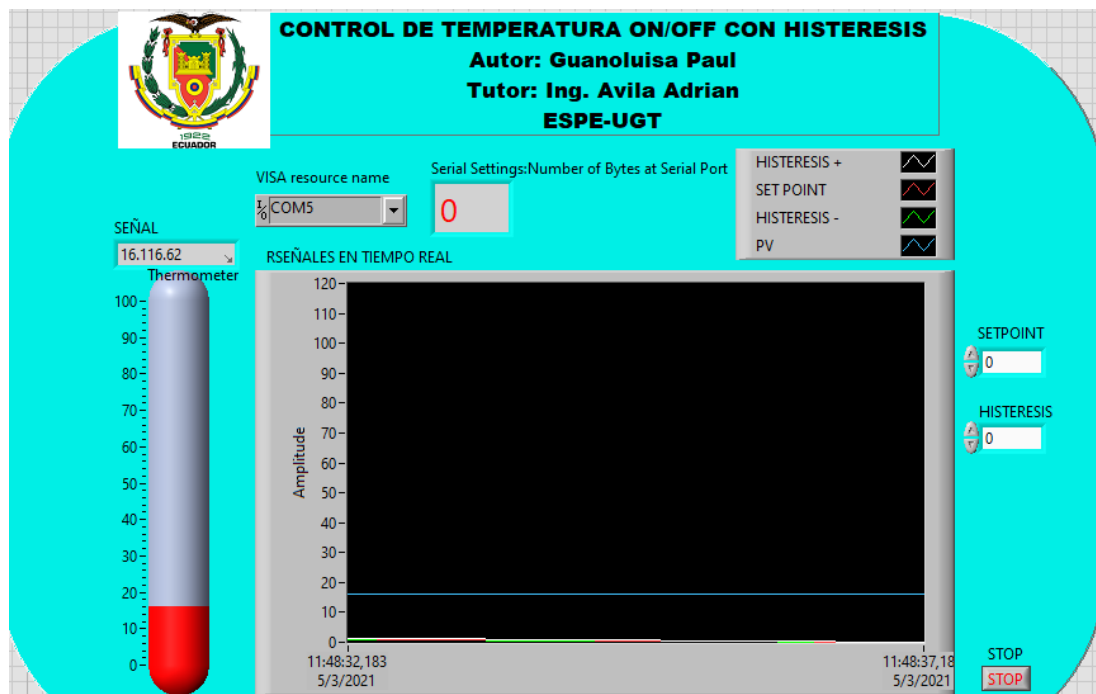 CONTROL DE TEMPERATURA ON/OFF CON HISTERESIS
Autor: Guanoluisa Paul
Tutor: Ing. Avila Adrian
ESPE-UGT
1922
ECUADOR
VISA resource name
I/O COM5
Serial Settings:Number of Bytes at Serial Port
0
HISTERESIS +
SET POINT
HISTERESIS -
PV
SEÑAL
16.116.62
Thermometer
100
90
80
70
60
50
40
30
20
10
0
RSEÑALES EN TIEMPO REAL
Amplitude
120
110
100
90
80
70
60
50
40
30
20
10
0
11:48:32,183
5/3/2021
11:48:37,18
5/3/2021
SETPOINT
0
HISTERESIS
0
STOP
STOP